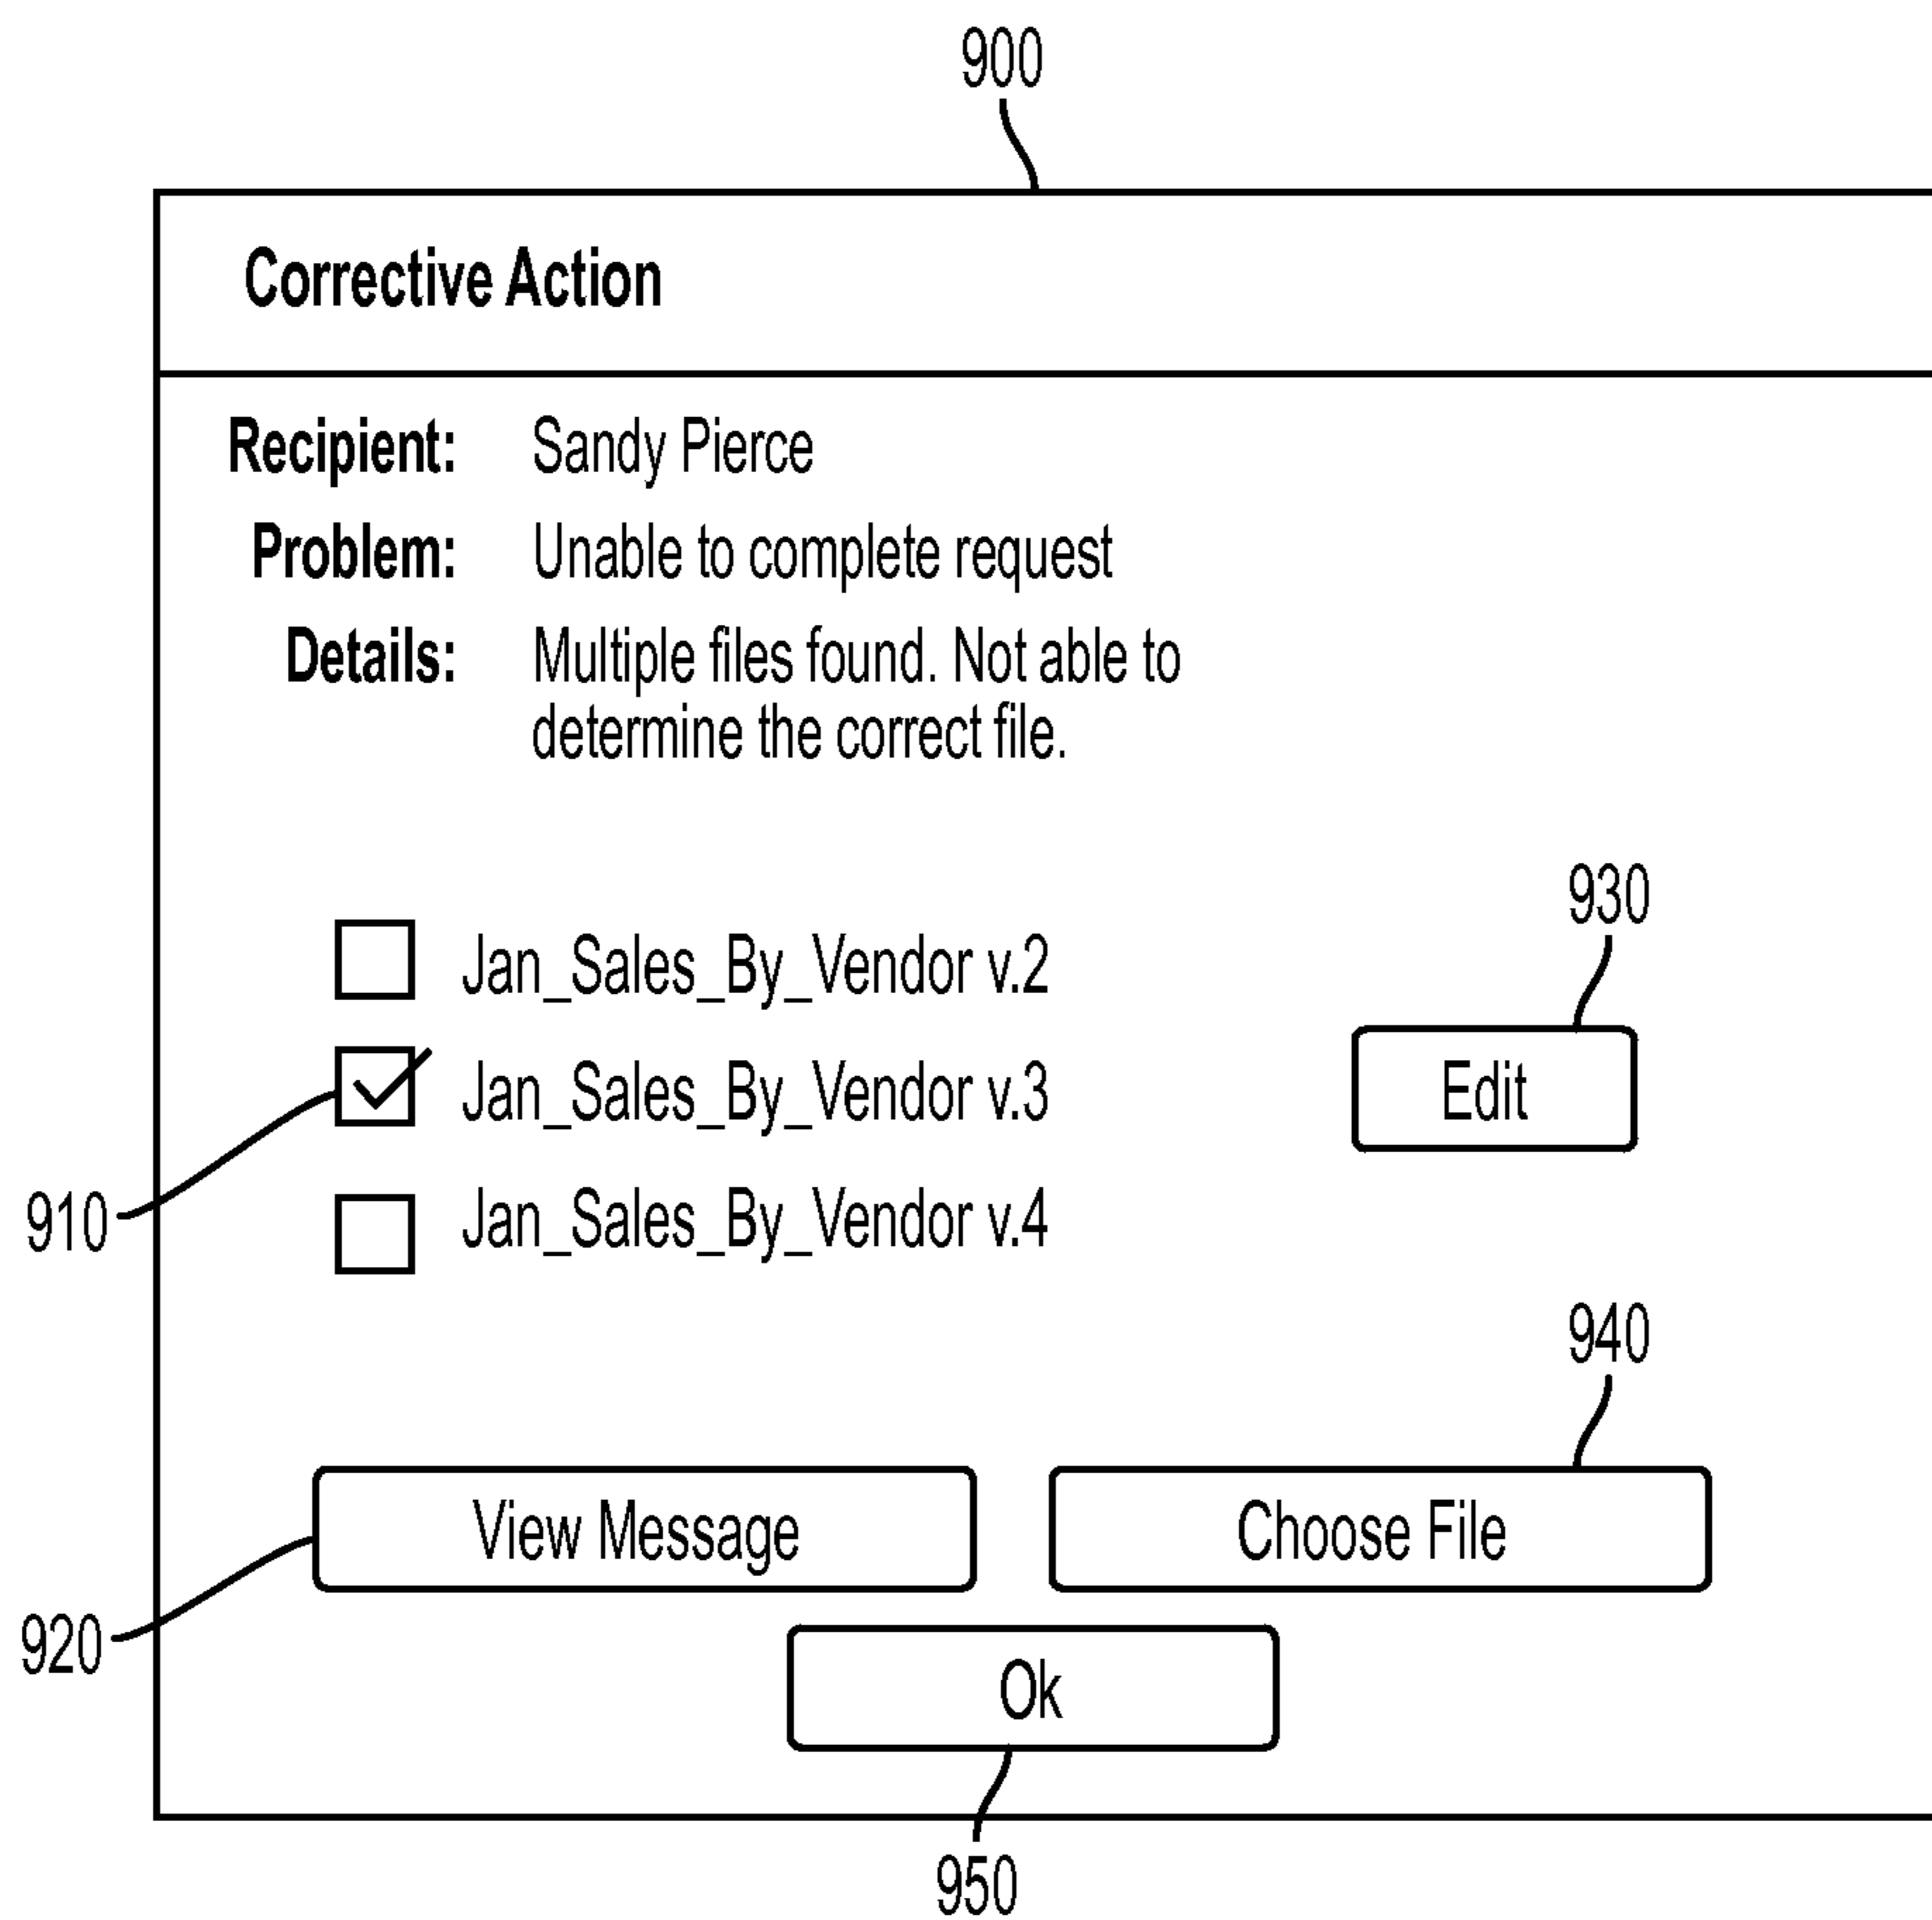 900
Corrective Action
Recipient: Sandy Pierce
Problem: Unable to complete request
Details: Multiple files found. Not able to
determine the correct file.
930
Jan_Sales_By_Vendor v.2
Jan_Sales_By_Vendor v.3
Edit
910
Jan_Sales_By_Vendor v.4
940
View Message
Choose File
920
Ok
950